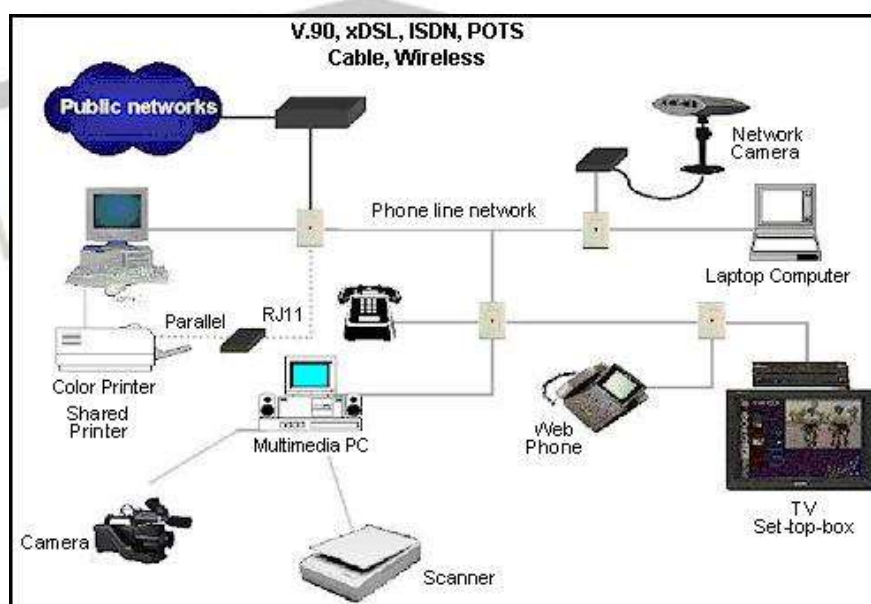 V.90, xDSL, ISDN, POTS
Cable, Wireless
Public networks
Network
Camera
Phone line network
Laptop Computer
Parallel
RJ11
Color Printer
Shared
Printer
Multimedia PC
Web
Phone
TV
Set-top-box
Camera
Scanner